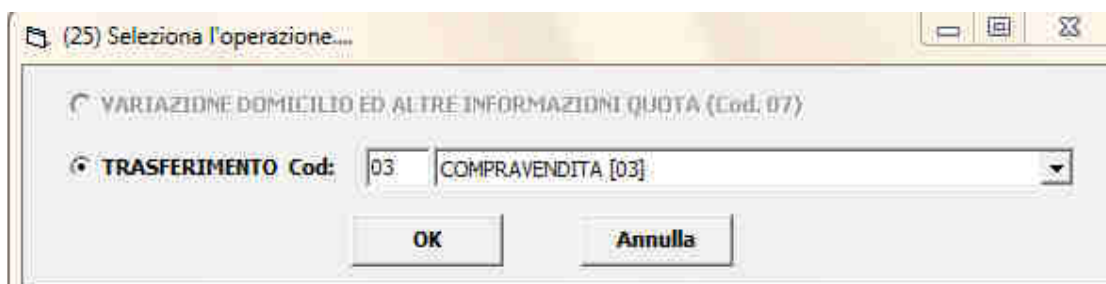 (25) Seleziona l'operazione....
VARIAZIONE DOMICILIO ED ALTRE INFORMAZIONI QUOTA (Cod. 07)
TRASFERIMENTO Cod: 03 COMPRAVENDITA [03]
OK Annulla